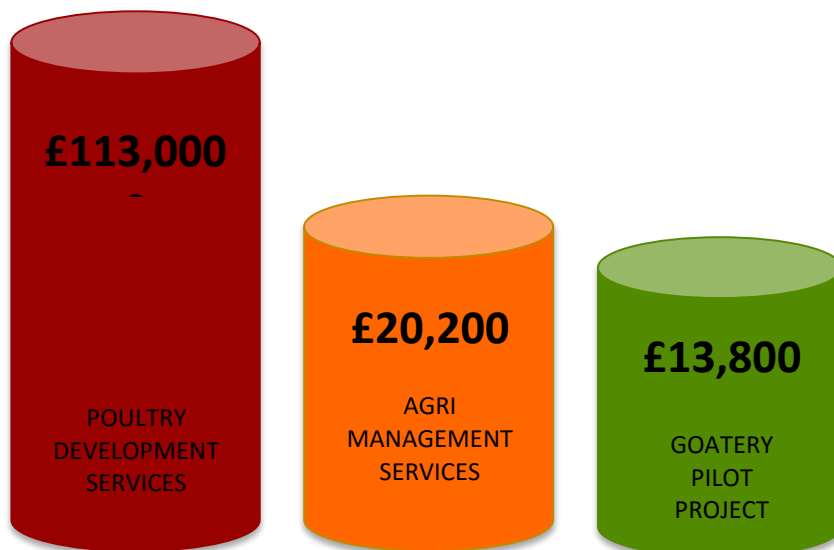 £113,000
POULTRY
DEVELOPMENT
SERVICES
£20,200
AGRI
MANAGEMENT
SERVICES
£13,800
GOATERY
PILOT
PROJECT